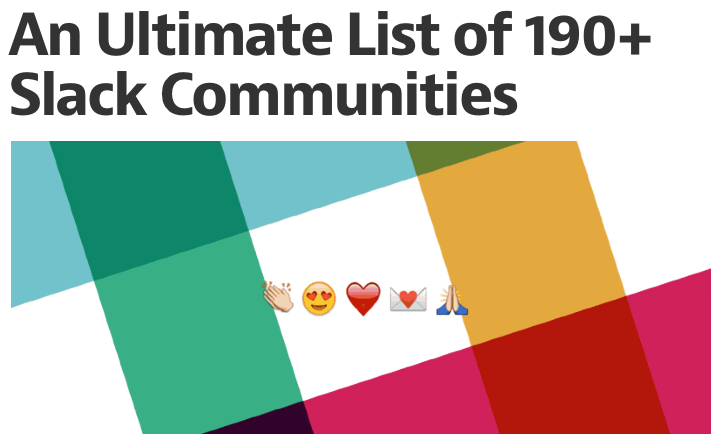 An Ultimate List of 190+
Slack Communities